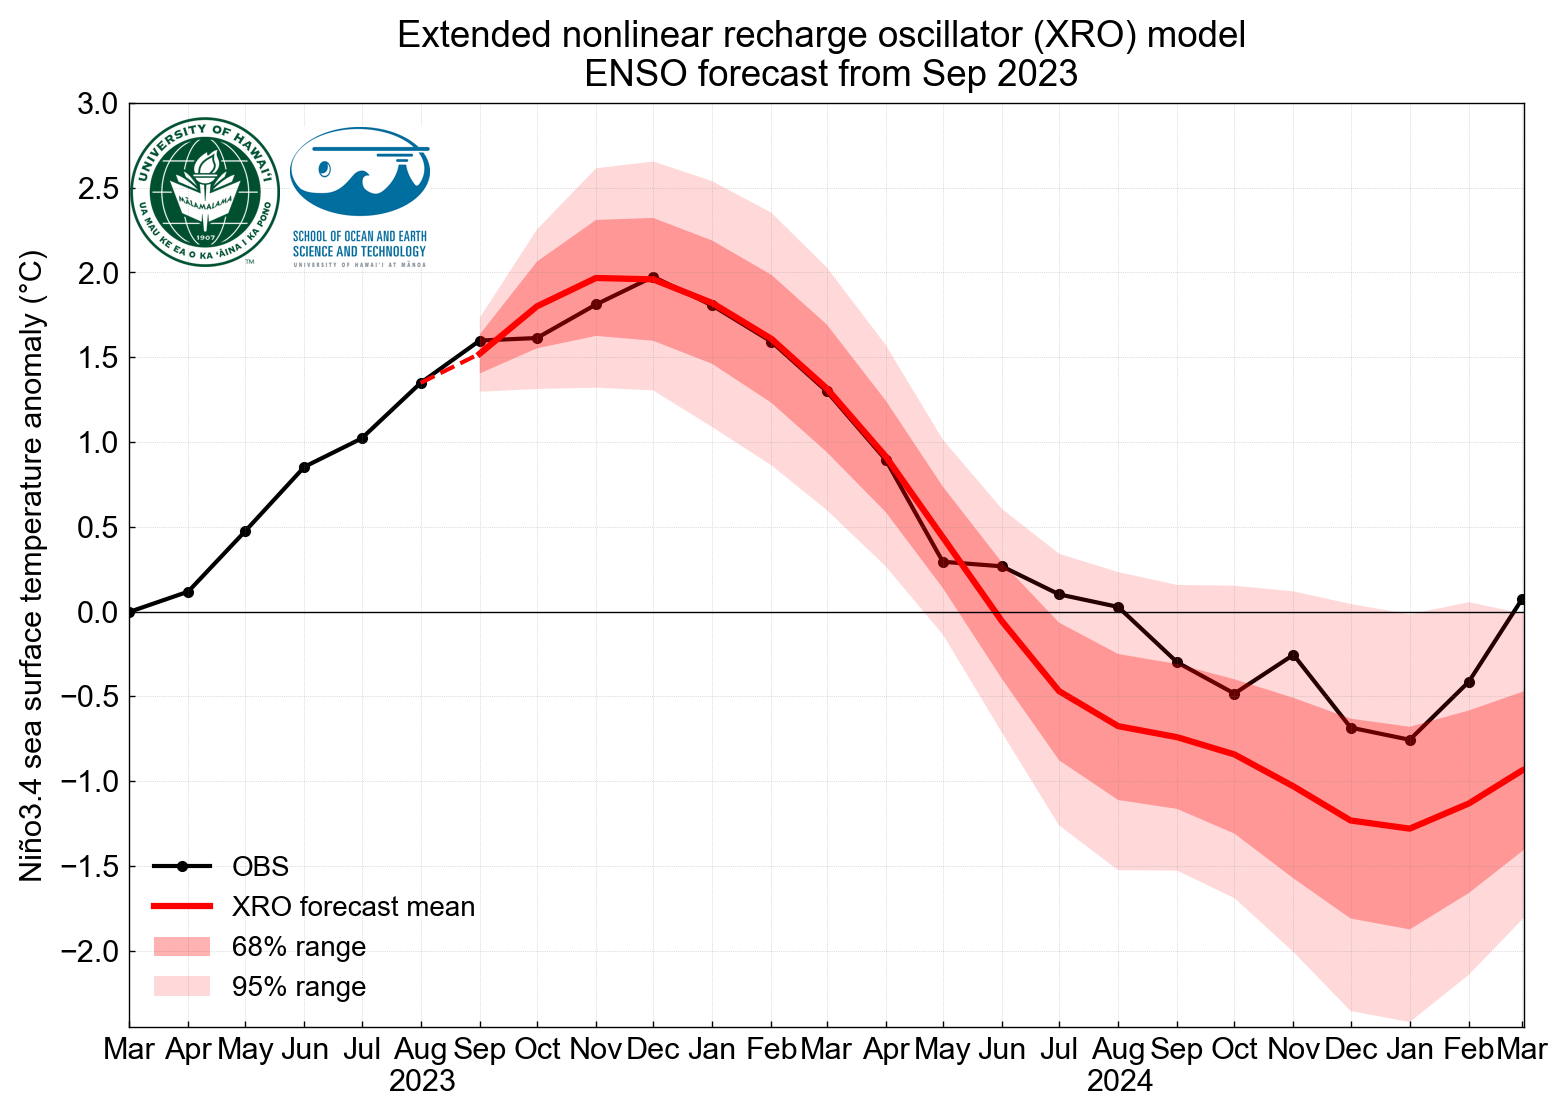 Extended nonlinear recharge oscillator (XRO) model
ENSO forecast from Sep 2023
Niño3.4 sea surface temperature anomaly (°C)
3.0
2.5
2.0
1.5
1.0
0.5
0.0
−0.5
−1.0
−1.5
−2.0
UNIVERSITY OF HAWAIʻI
MĀLAMALAMA
1907
UA MAU KE EA O KA ʻĀINA I KA PONO
TM
SCHOOL OF OCEAN AND EARTH
SCIENCE AND TECHNOLOGY
UNIVERSITY OF HAWAIʻI AT MĀNOA
OBS
XRO forecast mean
68% range
95% range
Mar Apr May Jun Jul Aug Sep Oct Nov Dec Jan Feb Mar Apr May Jun Jul Aug Sep Oct Nov Dec Jan Feb Mar
2023 2024